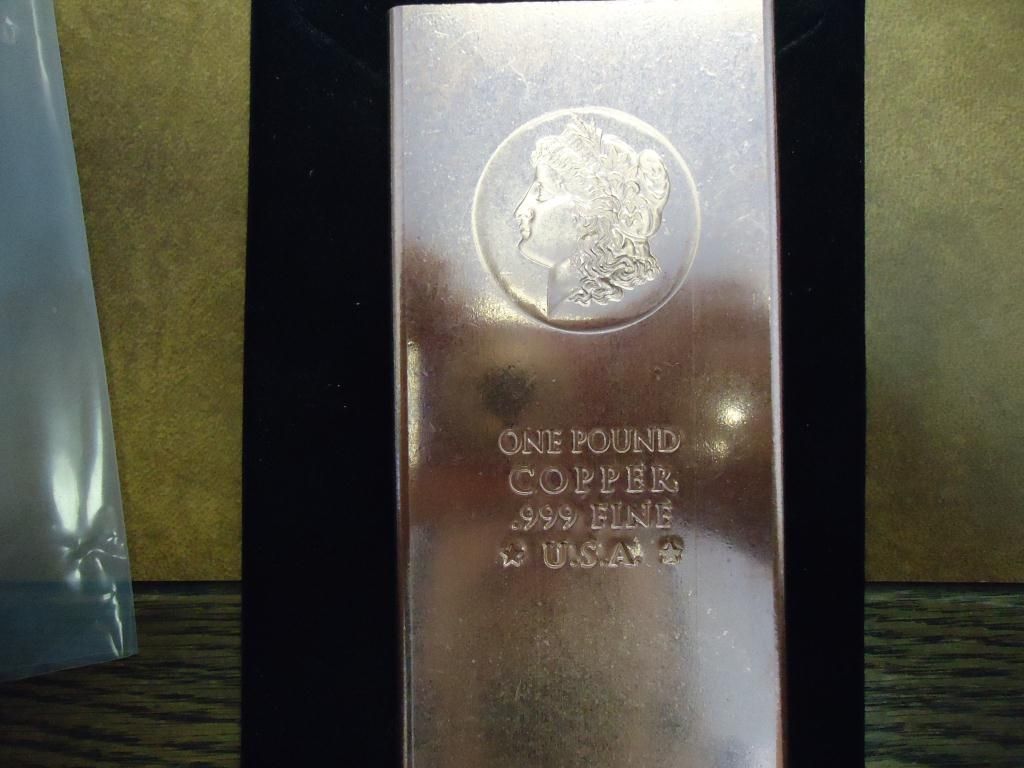 ONE POUND
COPPER
.999 FINE
★ U.S.A. ★